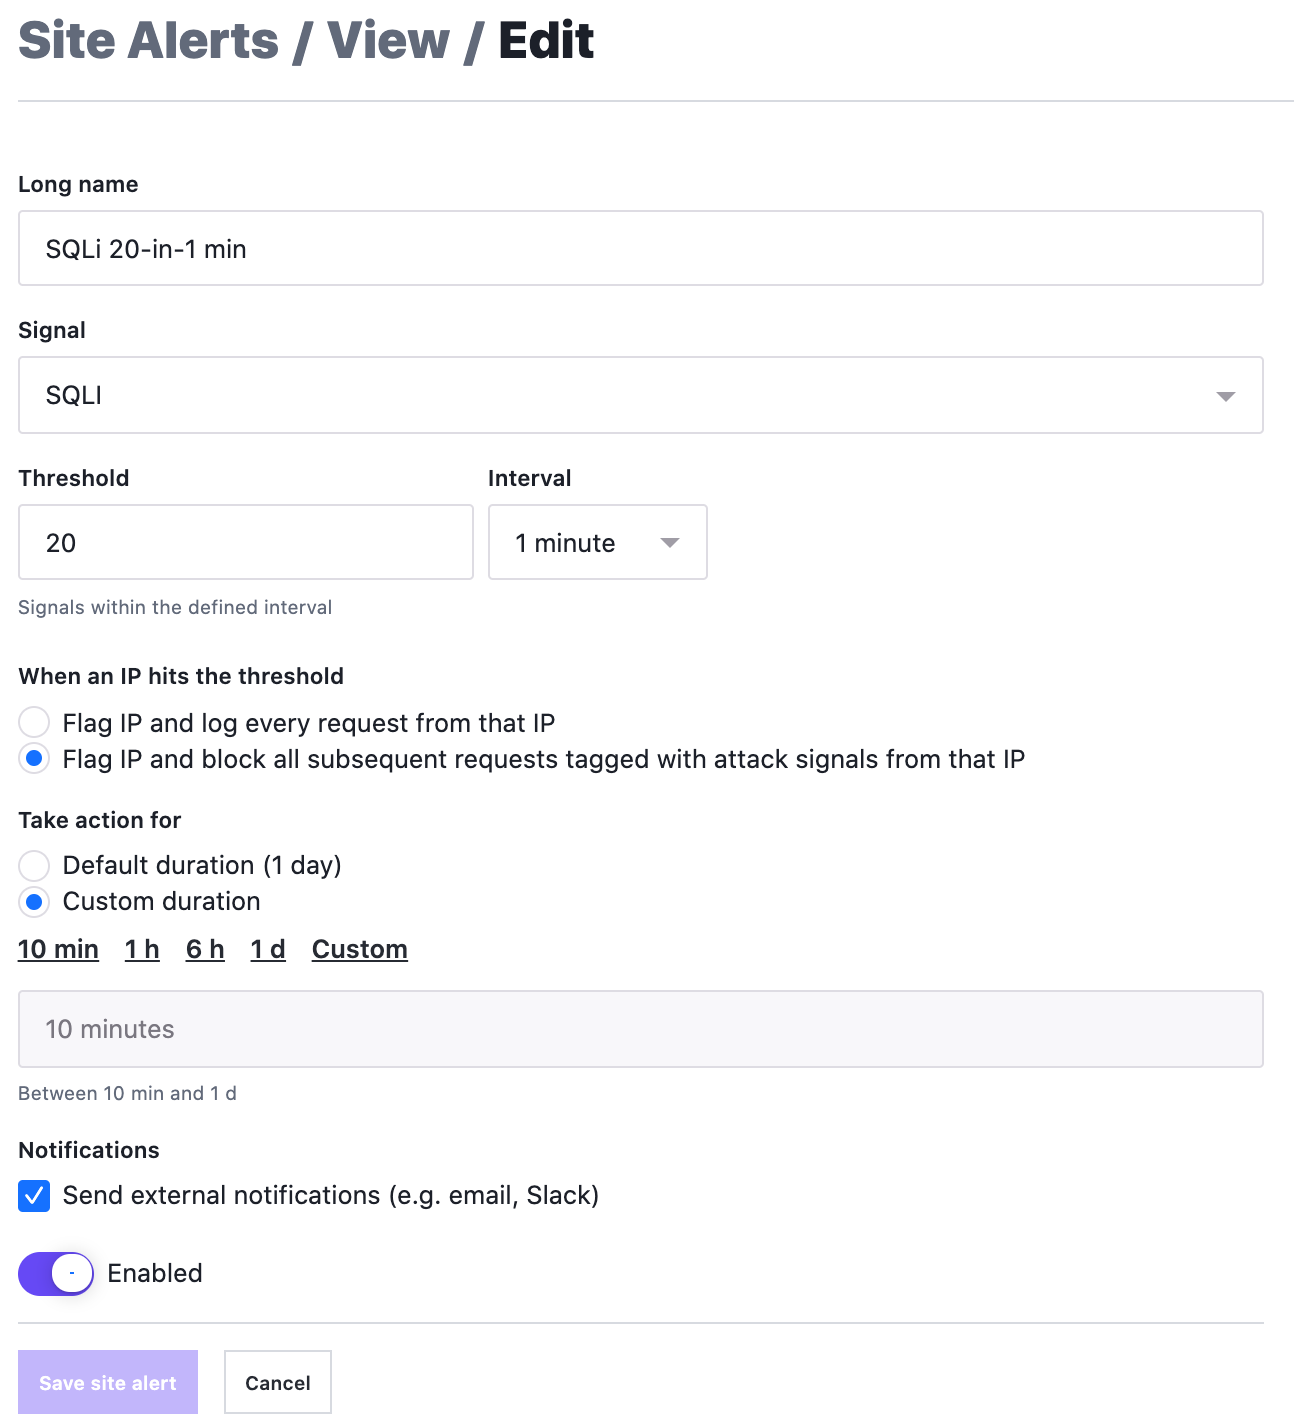 Site Alerts / View / Edit
Long name
SQLi 20-in-1 min
Signal
SQLI
Threshold Interval
20 1 minute
Signals within the defined interval
When an IP hits the threshold
Flag IP and log every request from that IP
Flag IP and block all subsequent requests tagged with attack signals from that IP
Take action for
Default duration (1 day)
Custom duration
10 min 1 h 6 h 1 d Custom
10 minutes
Between 10 min and 1 d
Notifications
Send external notifications (e.g. email, Slack)
Enabled
Save site alert Cancel